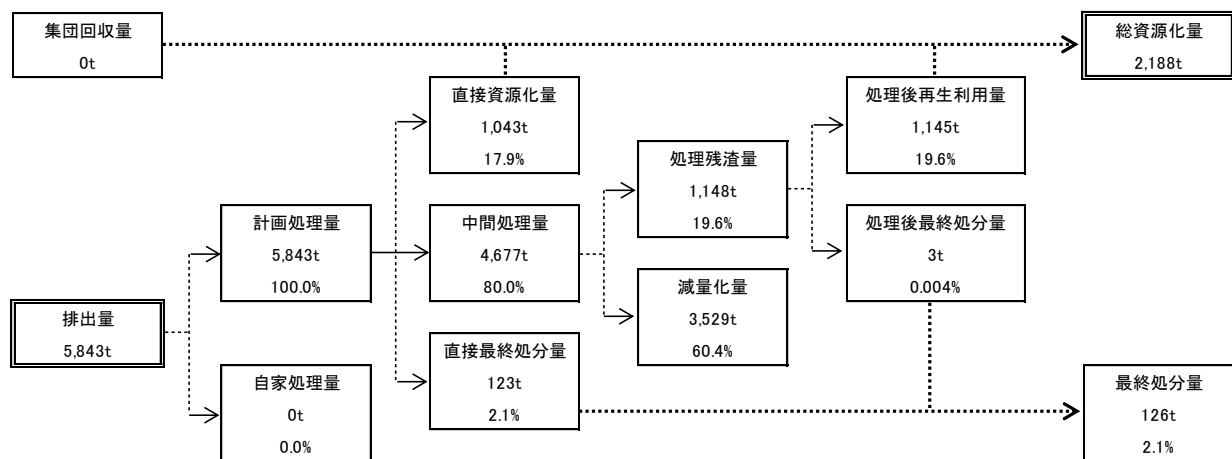 集団回収量
0t
総資源化量
2,188t
直接資源化量
1,043t
17.9%
処理後再生利用量
1,145t
19.6%
処理残渣量
1,148t
19.6%
計画処理量
5,843t
100.0%
中間処理量
4,677t
80.0%
処理後最終処分量
3t
0.004%
減量化量
3,529t
60.4%
排出量
5,843t
直接最終処分量
123t
2.1%
自家処理量
0t
0.0%
最終処分量
126t
2.1%